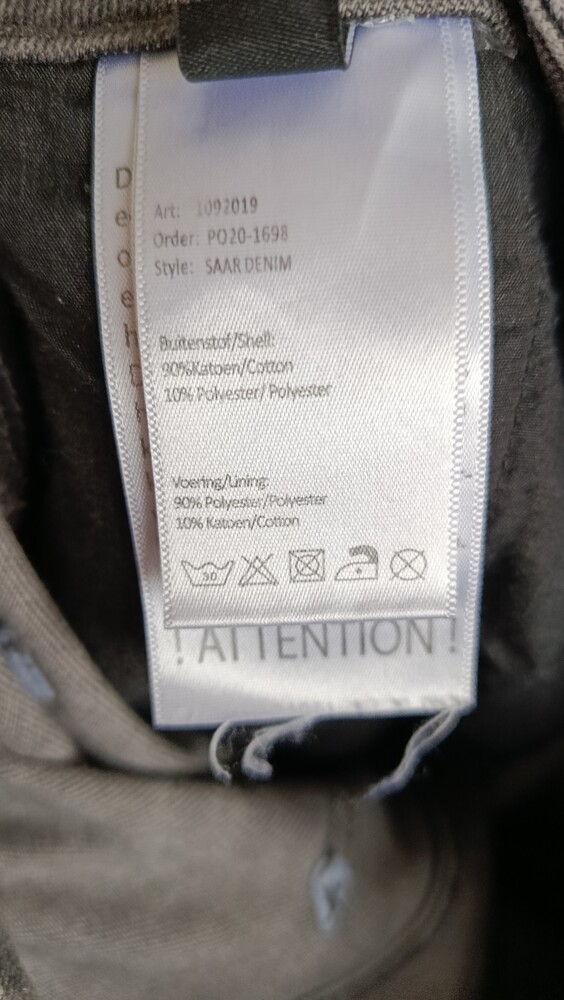 Art: 1092019
Order: PO20-1698
Style: SAAR DENIM
Buitenstof/Shell:
90%Katoen/Cotton
10% Polyester/Polyester
Voering/Lining:
90% Polyester/Polyester
10% Katoen/Cotton
30
! ATTENTION !